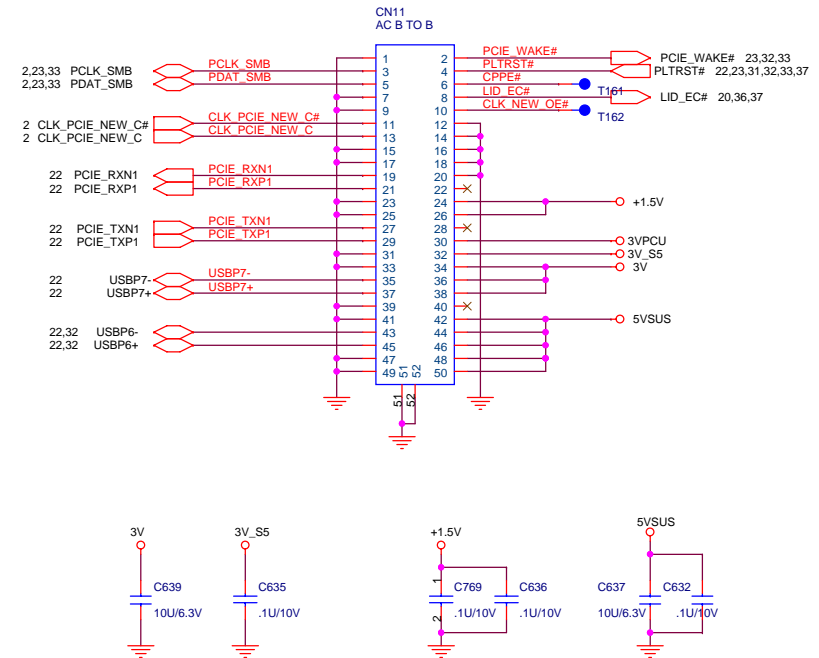 CN11
AC B TO B
2,23,33 PCLK_SMB PCLK_SMB 1 2 PCIE_WAKE# PCIE_WAKE# 23,32,33
2,23,33 PDAT_SMB PDAT_SMB 3 4 PLTRST# PLTRST# 22,23,31,32,33,37
5 6 CPPE# T161
7 8 LID_EC# LID_EC# 20,36,37
9 10 CLK_NEW_OE# T162
2 CLK_PCIE_NEW_C# CLK_PCIE_NEW_C# 11 12
2 CLK_PCIE_NEW_C CLK_PCIE_NEW_C 13 14
15 16
17 18
22 PCIE_RXN1 PCIE_RXN1 19 20
22 PCIE_RXP1 PCIE_RXP1 21 22
23 24 +1.5V
25 26
22 PCIE_TXN1 PCIE_TXN1 27 28
22 PCIE_TXP1 PCIE_TXP1 29 30 3VPCU
31 32 3V_S5
33 34 3V
22 USBP7- USBP7- 35 36
22 USBP7+ USBP7+ 37 38
39 40
41 42 5VSUS
22,32 USBP6- 43 44
22,32 USBP6+ 45 46
47 48
49 50
51 52
51 52
3V 3V_S5 +1.5V 5VSUS
C639 C635 1 C769 C636 C637 C632
10U/6.3V .1U/10V 2 .1U/10V .1U/10V 10U/6.3V .1U/10V